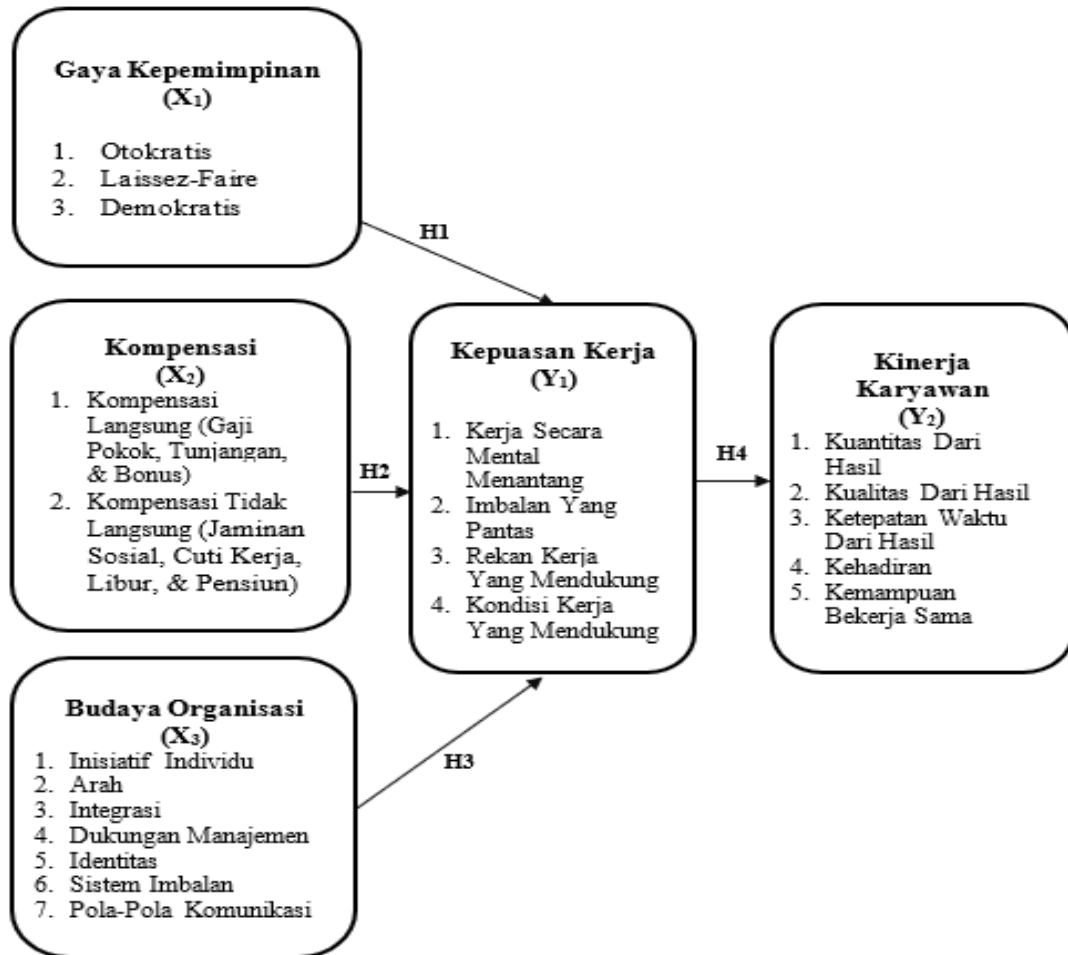 Gaya Kepemimpinan
(X₁)
1. Otokratis
2. Laissez-Faire
3. Demokratis
H1
Kompensasi
(X₂)
1. Kompensasi
Langsung (Gaji
Pokok, Tunjangan,
& Bonus)
2. Kompensasi Tidak
Langsung (Jaminan
Sosial, Cuti Kerja,
Libur, & Pensiun)
H2
Kepuasan Kerja
(Y₁)
1. Kerja Secara
Mental
Menantang
2. Imbalan Yang
Pantas
3. Rekan Kerja
Yang Mendukung
4. Kondisi Kerja
Yang Mendukung
H4
Kinerja
Karyawan
(Y₂)
1. Kuantitas Dari
Hasil
2. Kualitas Dari Hasil
3. Ketepatan Waktu
Dari Hasil
4. Kehadiran
5. Kemampuan
Bekerja Sama
Budaya Organisasi
(X₃)
1. Inisiatif Individu
2. Arah
3. Integrasi
4. Dukungan Manajemen
5. Identitas
6. Sistem Imbalan
7. Pola-Pola Komunikasi
H3